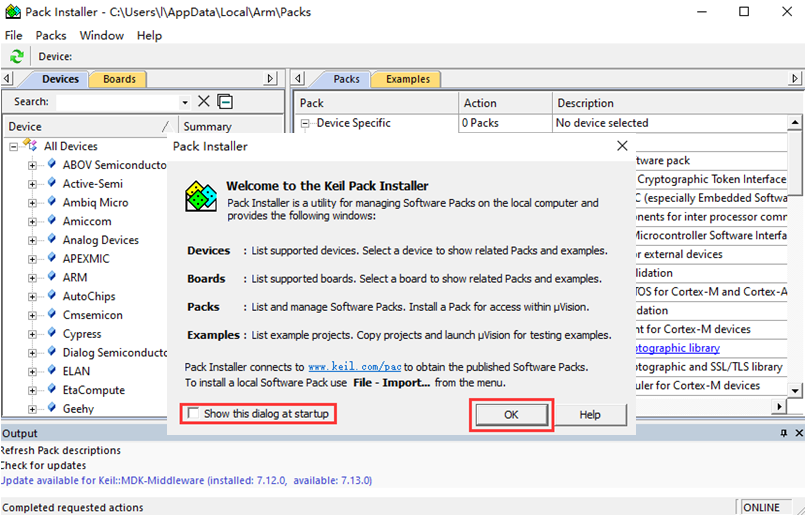 Pack Installer - C:\Users\l\AppData\Local\Arm\Packs
File Packs Window Help
Device:
Devices Boards
Packs Examples
Search:
Device Summary
Pack Action Description
All Devices
Device Specific 0 Packs No device selected
ABOV Semiconducto
Active-Semi
Ambiq Micro
Amiccom
Analog Devices
APEXMIC
ARM
AutoChips
Cmsemicon
Cypress
Dialog Semiconducto
ELAN
EtaCompute
Geehy
tware pack
Cryptographic Token Interface
C (especially Embedded Softwa
nents for inter processor comm
Microcontroller Software Interfa
r external devices
lidation
TOS for Cortex-M and Cortex-A
dation
nt for Cortex-M devices
ptographic library
ptographic and SSL/TLS library
uler for Cortex-M devices
Pack Installer
Welcome to the Keil Pack Installer
Pack Installer is a utility for managing Software Packs on the local computer and
provides the following windows:
Devices : List supported devices. Select a device to show related Packs and examples.
Boards : List supported boards. Select a board to show related Packs and examples.
Packs : List and manage Software Packs. Install a Pack for access within µVision.
Examples : List example projects. Copy projects and launch µVision for testing examples.
Pack Installer connects to www.keil.com/pac to obtain the published Software Packs.
To install a local Software Pack use File - Import... from the menu.
Show this dialog at startup
OK
Help
Output
Refresh Pack descriptions
Check for updates
Update available for Keil::MDK-Middleware (installed: 7.12.0, available: 7.13.0)
Completed requested actions
ONLINE